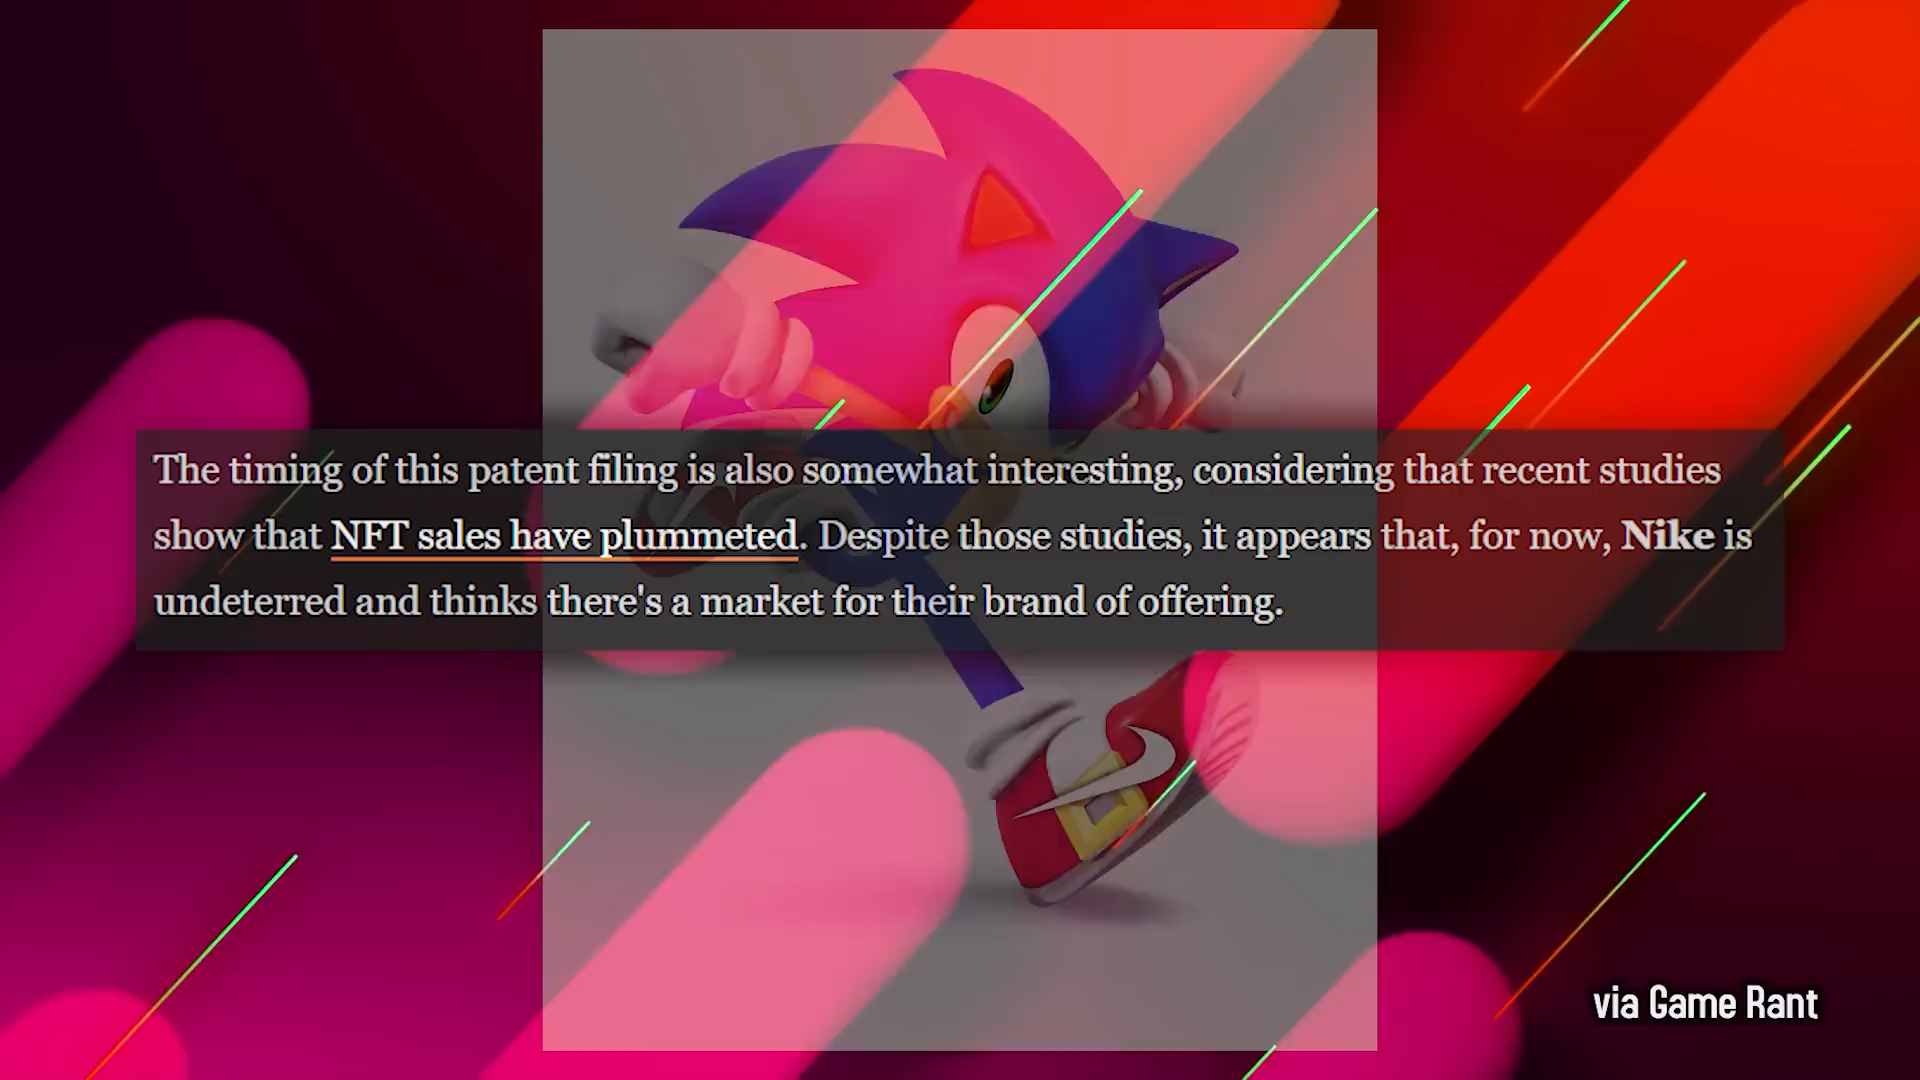 The timing of this patent filing is also somewhat interesting, considering that recent studies
show that NFT sales have plummeted. Despite those studies, it appears that, for now, Nike is
undeterred and thinks there's a market for their brand of offering.
via Game Rant